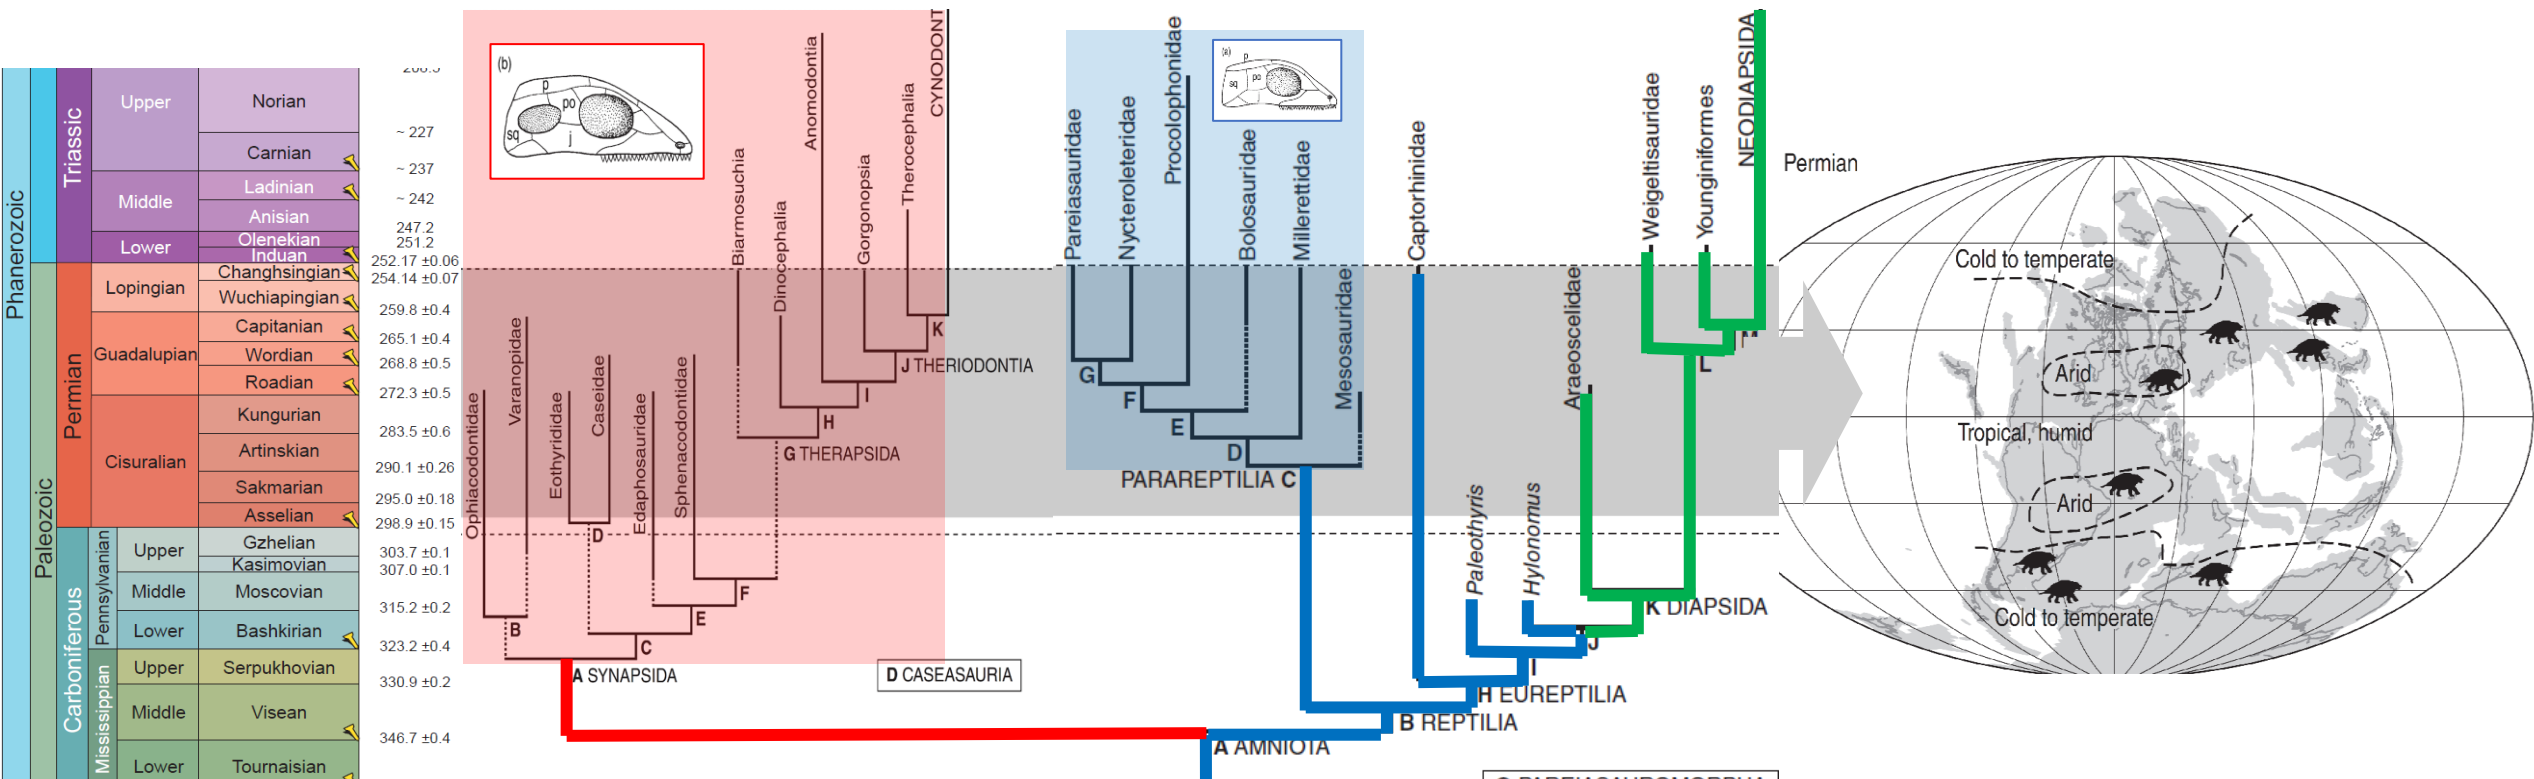 Phanerozoic
Paleozoic
Triassic
Permian
Carboniferous
Pennsylvanian
Mississippian
Upper
Middle
Lower
Lopingian
Guadalupian
Cisuralian
Upper
Middle
Lower
Upper
Middle
Lower
Norian
Carnian
Ladinian
Anisian
Olenekian
Induan
Changhsingian
Wuchiapingian
Capitanian
Wordian
Roadian
Kungurian
Artinskian
Sakmarian
Asselian
Gzhelian
Kasimovian
Moscovian
Bashkirian
Serpukhovian
Visean
Tournaisian
~ 227
~ 237
~ 242
247.2
251.2
252.17 ±0.06
254.14 ±0.07
259.8 ±0.4
265.1 ±0.4
268.8 ±0.5
272.3 ±0.5
283.5 ±0.6
290.1 ±0.26
295.0 ±0.18
298.9 ±0.15
303.7 ±0.1
307.0 ±0.1
315.2 ±0.2
323.2 ±0.4
330.9 ±0.2
346.7 ±0.4
(b)
p
po
sq
j
Ophiacodontidae
Varanopidae
Eothyrididae
Caseidae
Edaphosauridae
Sphenacodontidae
Biarmosuchia
Dinocephalia
Anomodontia
Gorgonopsia
Therocephalia
CYNODONT
K
J THERIODONTIA
I
H
G THERAPSIDA
D
F
E
B
C
A SYNAPSIDA
D CASEASAURIA
(a)
p
po
sq
Pareiasauridae
Nycteroleteridae
Procolophonidae
Bolosauridae
Millerettidae
Mesosauridae
G
F
E
D
PARAREPTILIA C
Captorhinidae
Paleothyris
Hylonomus
Araeoscelidae
Weigeltisauridae
Younginiformes
NEODIAPSIDA
L
K DIAPSIDA
J
I
H EUREPTILIA
B REPTILIA
A AMNIOTA
Permian
Cold to temperate
Arid
Tropical, humid
Arid
Cold to temperate